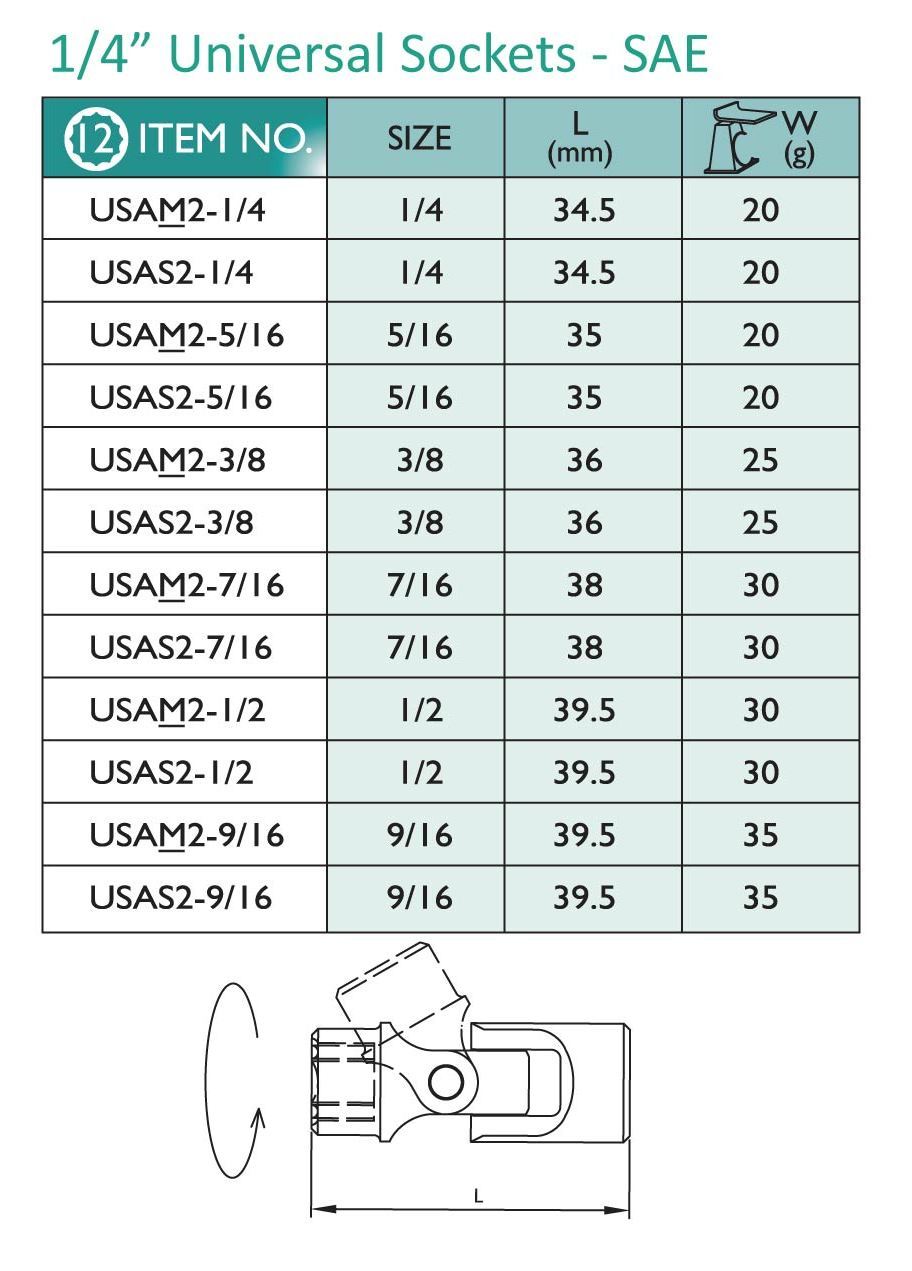 1/4” Universal Sockets - SAE
12 ITEM NO. SIZE L (mm) W (g)
USAM2-1/4 1/4 34.5 20
USAS2-1/4 1/4 34.5 20
USAM2-5/16 5/16 35 20
USAS2-5/16 5/16 35 20
USAM2-3/8 3/8 36 25
USAS2-3/8 3/8 36 25
USAM2-7/16 7/16 38 30
USAS2-7/16 7/16 38 30
USAM2-1/2 1/2 39.5 30
USAS2-1/2 1/2 39.5 30
USAM2-9/16 9/16 39.5 35
USAS2-9/16 9/16 39.5 35
L